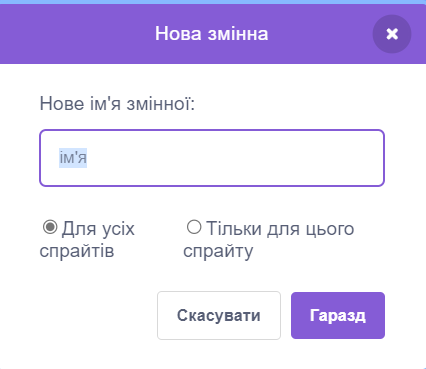 Нова змінна
Нове ім'я змінної:
ім'я
Для усіх спрайтів
Тільки для цього спрайту
Скасувати
Гаразд